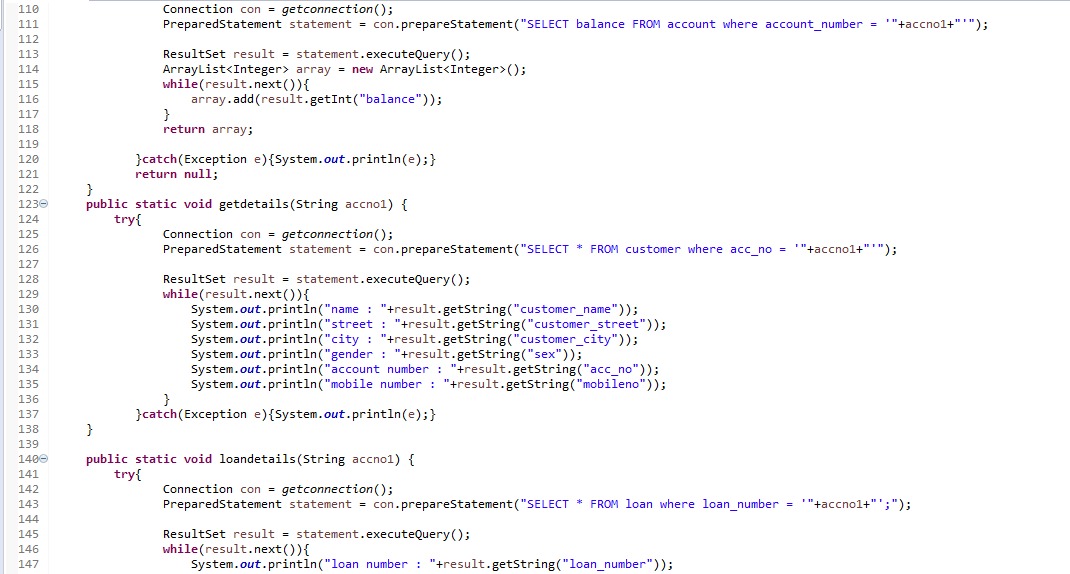 110 Connection con = getconnection();
111 PreparedStatement statement = con.prepareStatement("SELECT balance FROM account where account_number = '"+accno1+"'");
112
113 ResultSet result = statement.executeQuery();
114 ArrayList<Integer> array = new ArrayList<Integer>();
115 while(result.next()){
116 array.add(result.getInt("balance"));
117 }
118 return array;
119
120 }catch(Exception e){System.out.println(e);}
121 return null;
122 }
123 public static void getdetails(String accno1) {
124 try{
125 Connection con = getconnection();
126 PreparedStatement statement = con.prepareStatement("SELECT * FROM customer where acc_no = '"+accno1+"'");
127
128 ResultSet result = statement.executeQuery();
129 while(result.next()){
130 System.out.println("name : "+result.getString("customer_name"));
131 System.out.println("street : "+result.getString("customer_street"));
132 System.out.println("city : "+result.getString("customer_city"));
133 System.out.println("gender : "+result.getString("sex"));
134 System.out.println("account number : "+result.getString("acc_no"));
135 System.out.println("mobile number : "+result.getString("mobileno"));
136 }
137 }catch(Exception e){System.out.println(e);}
138 }
139
140 public static void loandetails(String accno1) {
141 try{
142 Connection con = getconnection();
143 PreparedStatement statement = con.prepareStatement("SELECT * FROM loan where loan_number = '"+accno1+"';");
144
145 ResultSet result = statement.executeQuery();
146 while(result.next()){
147 System.out.println("loan number : "+result.getString("loan_number"));